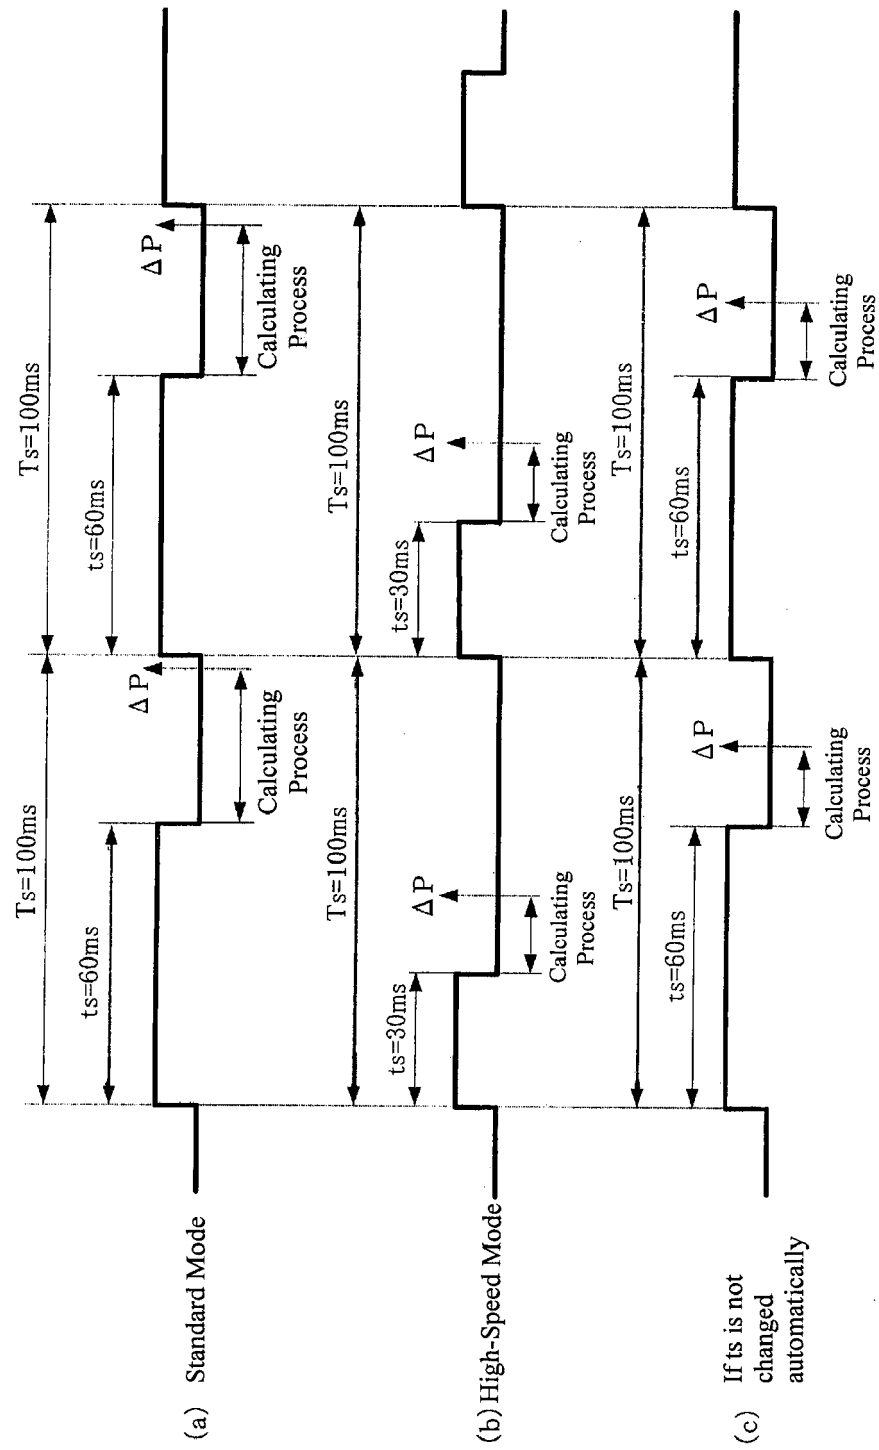 (a) Standard Mode
Ts=100ms
Ts=100ms
ts=60ms
ts=60ms
ΔP
ΔP
Calculating
Process
Calculating
Process
(b) High-Speed Mode
Ts=100ms
Ts=100ms
ts=30ms
ts=30ms
ΔP
ΔP
Calculating
Process
Calculating
Process
(c) If ts is not
changed
automatically
Ts=100ms
Ts=100ms
ts=60ms
ts=60ms
ΔP
ΔP
Calculating
Process
Calculating
Process